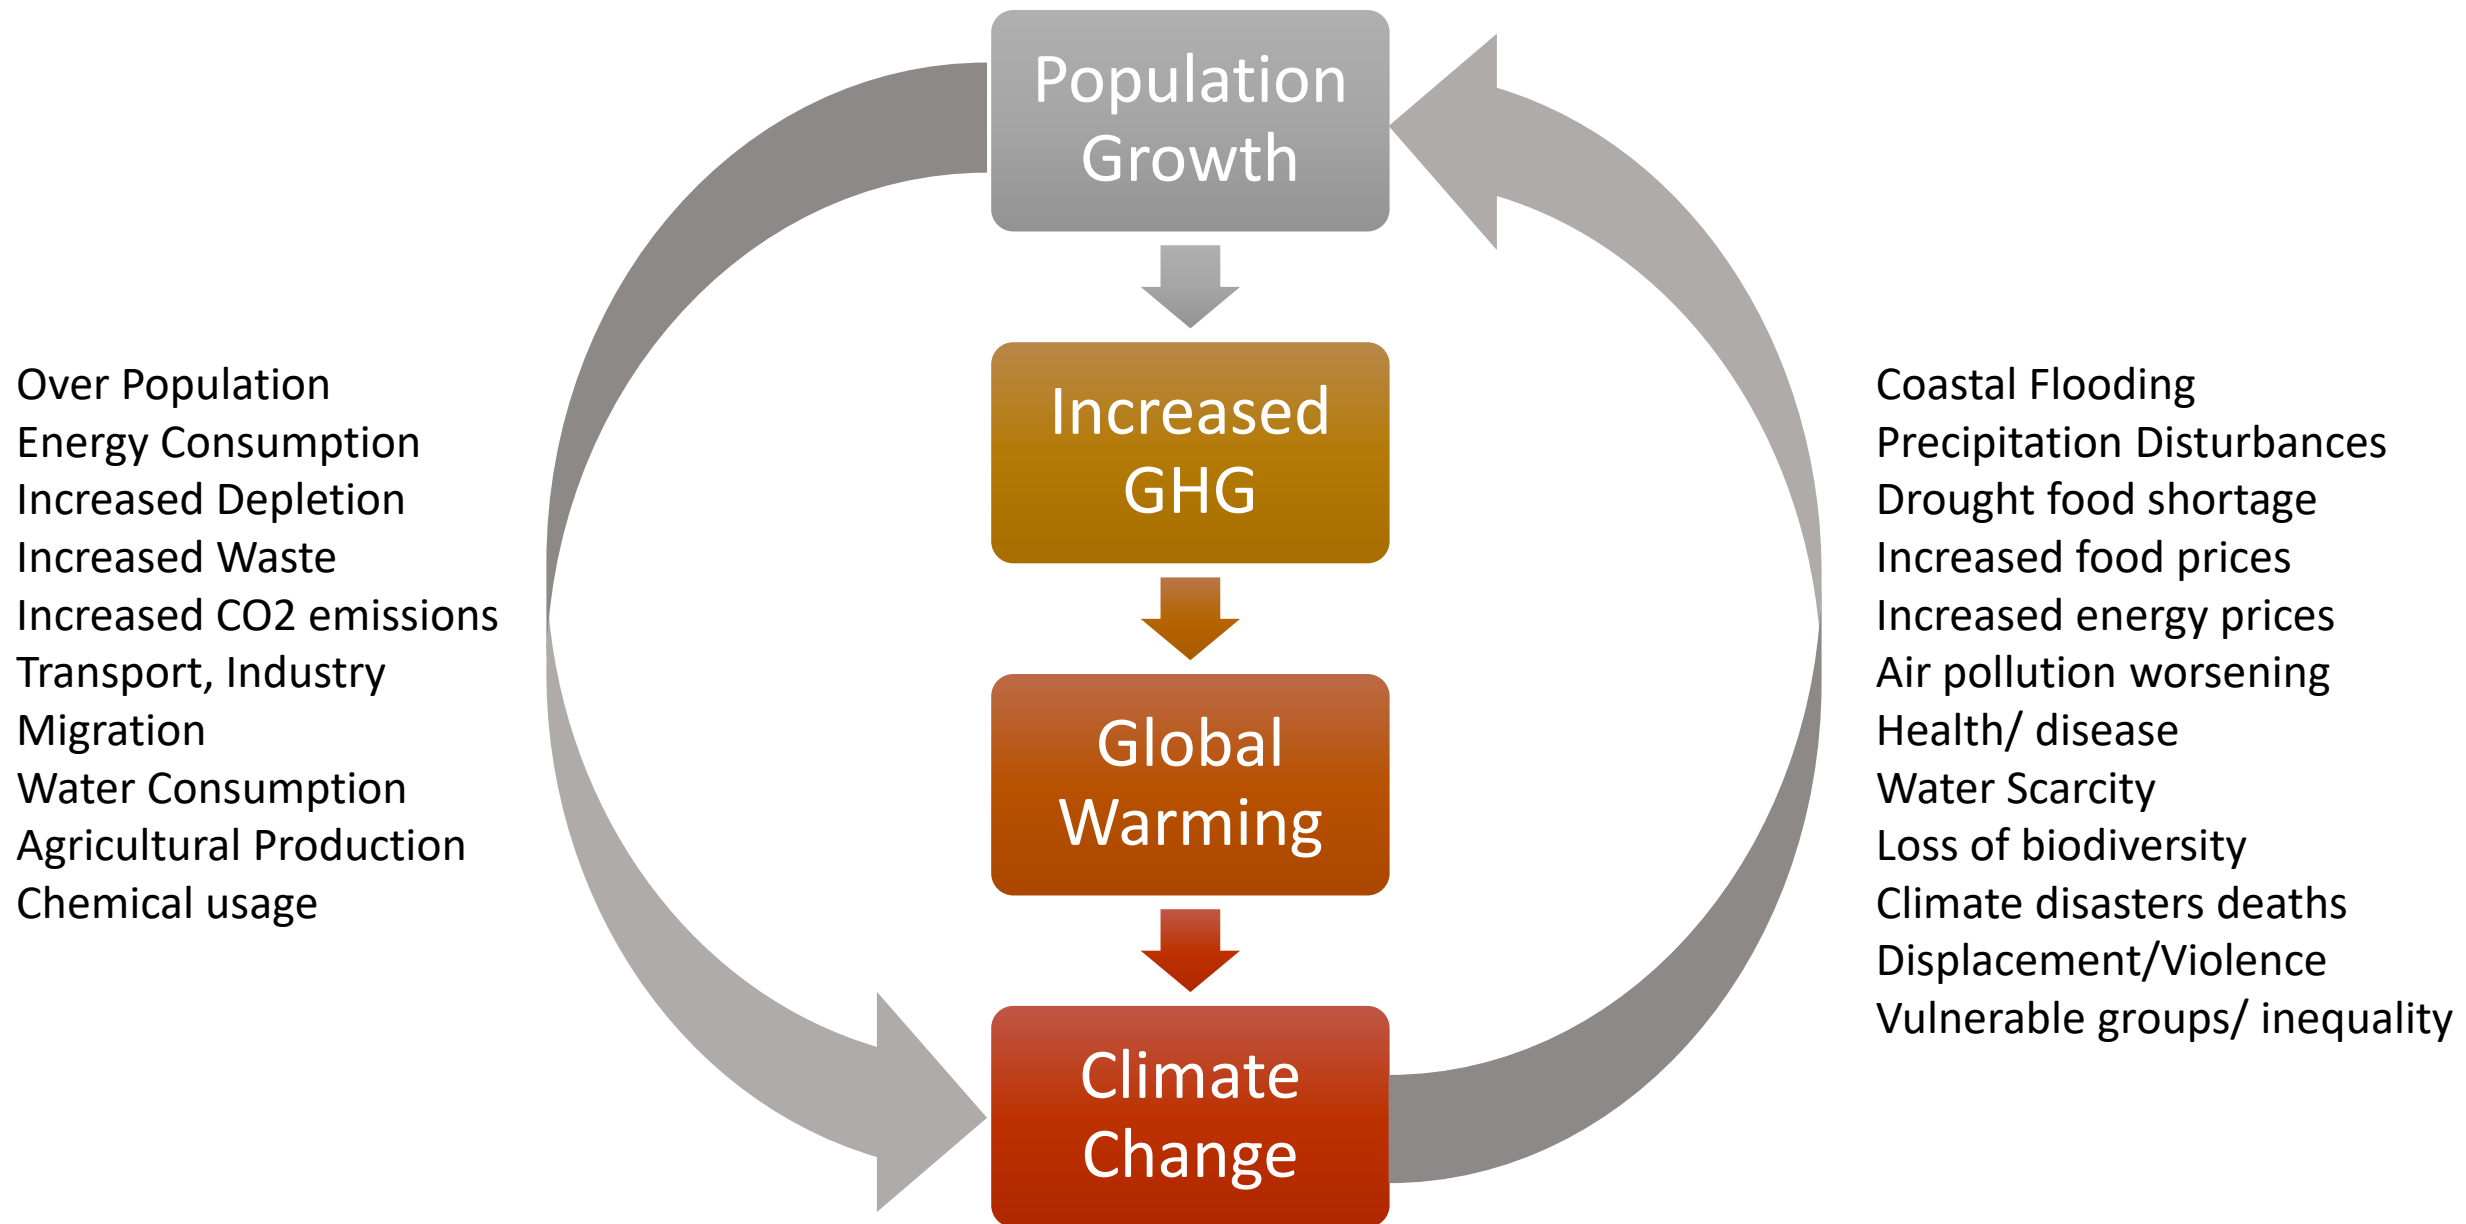 Population
Growth
Increased
GHG
Global
Warming
Climate
Change
Over Population
Energy Consumption
Increased Depletion
Increased Waste
Increased CO2 emissions
Transport, Industry
Migration
Water Consumption
Agricultural Production
Chemical usage
Coastal Flooding
Precipitation Disturbances
Drought food shortage
Increased food prices
Increased energy prices
Air pollution worsening
Health/ disease
Water Scarcity
Loss of biodiversity
Climate disasters deaths
Displacement/Violence
Vulnerable groups/ inequality